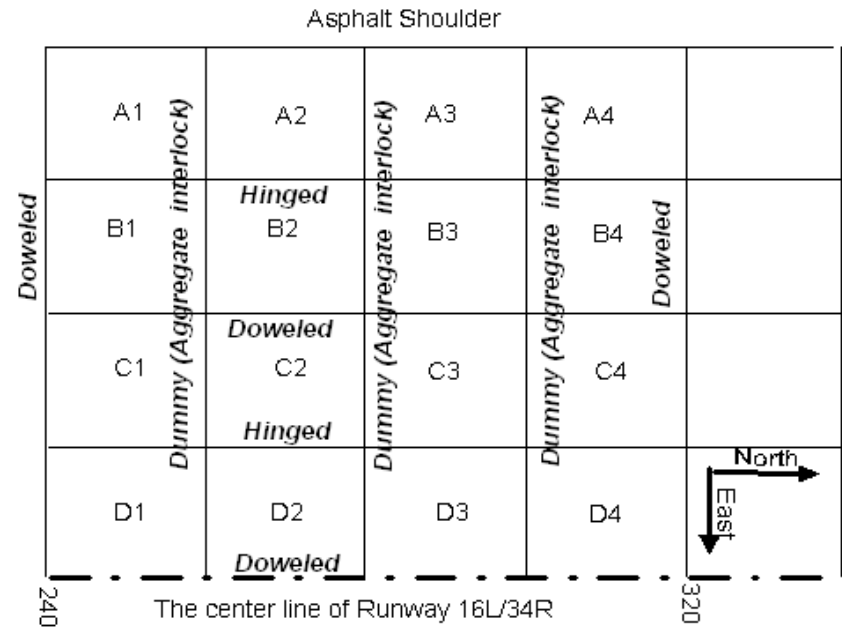 Asphalt Shoulder
A1
A2
A3
A4
Doweled
Dummy (Aggregate interlock)
Dummy (Aggregate interlock)
Dummy (Aggregate interlock)
Hinged
B1
B2
B3
B4
Doweled
Doweled
C1
C2
C3
C4
Hinged
North
East
D1
D2
D3
D4
Doweled
240
The center line of Runway 16L/34R
320